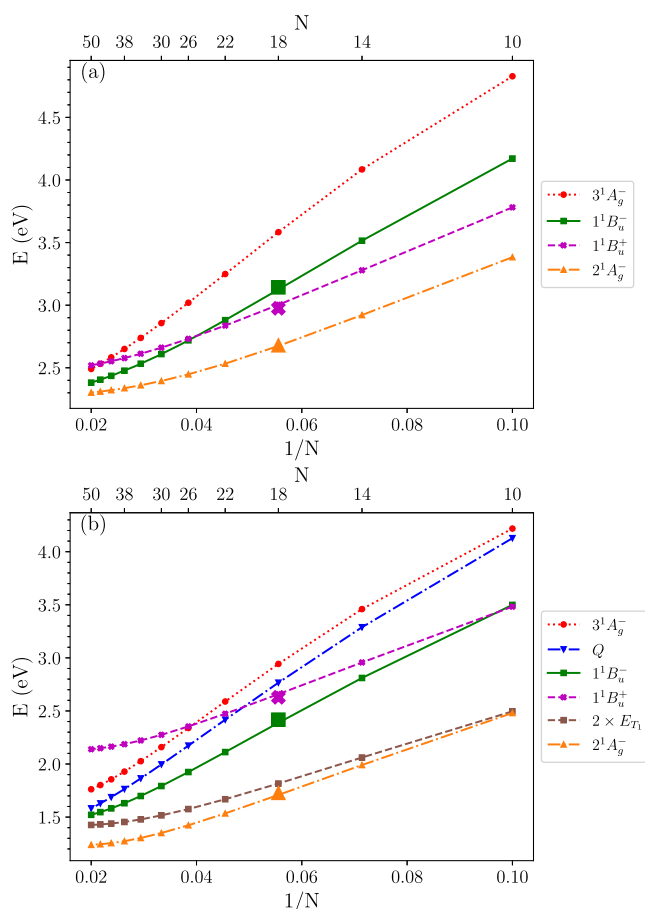 N
50 38 30 26 22 18 14 10
(a)
4.5
4.0
3.5
3.0
2.5
E (eV)
0.02 0.04 0.06 0.08 0.10
1/N
3¹A_g⁻
1¹B_u⁻
1¹B_u⁺
2¹A_g⁻
N
50 38 30 26 22 18 14 10
(b)
4.0
3.5
3.0
2.5
2.0
1.5
E (eV)
0.02 0.04 0.06 0.08 0.10
1/N
3¹A_g⁻
Q
1¹B_u⁻
1¹B_u⁺
2 × E_{T₁}
2¹A_g⁻